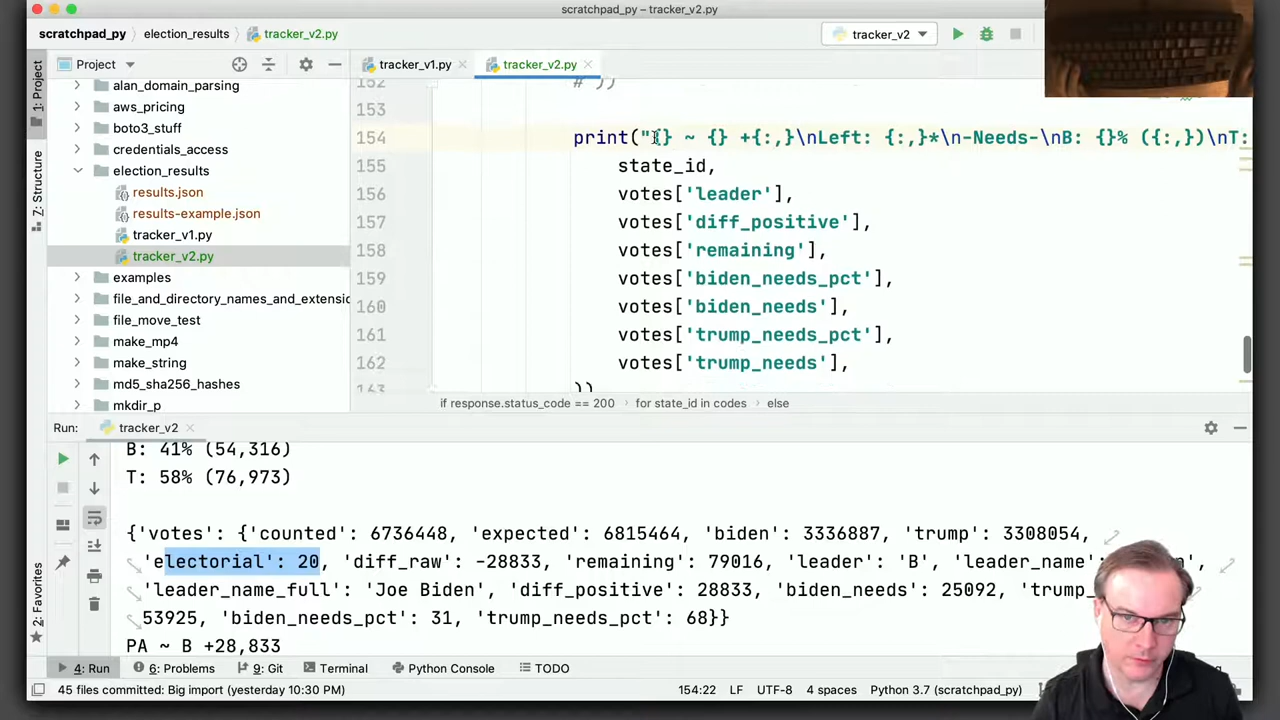 scratchpad_py – tracker_v2.py
scratchpad_py
election_results
tracker_v2.py
tracker_v2
1: Project
Z: Structure
2: Favorites
Project
tracker_v1.py
tracker_v2.py
alan_domain_parsing
aws_pricing
boto3_stuff
credentials_access
election_results
results.json
results-example.json
tracker_v1.py
tracker_v2.py
examples
file_and_directory_names_and_extensio
file_move_test
make_mp4
make_string
md5_sha256_hashes
mkdir_p
152 # ))
153
154 print("{} ~ {} +{:,}\nLeft: {:,}*\n-Needs-\nB: {}% ({:,})\nT:
155 state_id,
156 votes['leader'],
157 votes['diff_positive'],
158 votes['remaining'],
159 votes['biden_needs_pct'],
160 votes['biden_needs'],
161 votes['trump_needs_pct'],
162 votes['trump_needs'],
163 ))
if response.status_code == 200
for state_id in codes
else
Run:
tracker_v2
B: 41% (54,316)
T: 58% (76,973)
{'votes': {'counted': 6736448, 'expected': 6815464, 'biden': 3336887, 'trump': 3308054,
'electorial': 20, 'diff_raw': -28833, 'remaining': 79016, 'leader': 'B', 'leader_name':
'leader_name_full': 'Joe Biden', 'diff_positive': 28833, 'biden_needs': 25092, 'trump_
53925, 'biden_needs_pct': 31, 'trump_needs_pct': 68}}
PA ~ B +28,833
4: Run
6: Problems
9: Git
Terminal
Python Console
TODO
45 files committed: Big import (yesterday 10:30 PM)
154:22
LF
UTF-8
4 spaces
Python 3.7 (scratchpad_py)